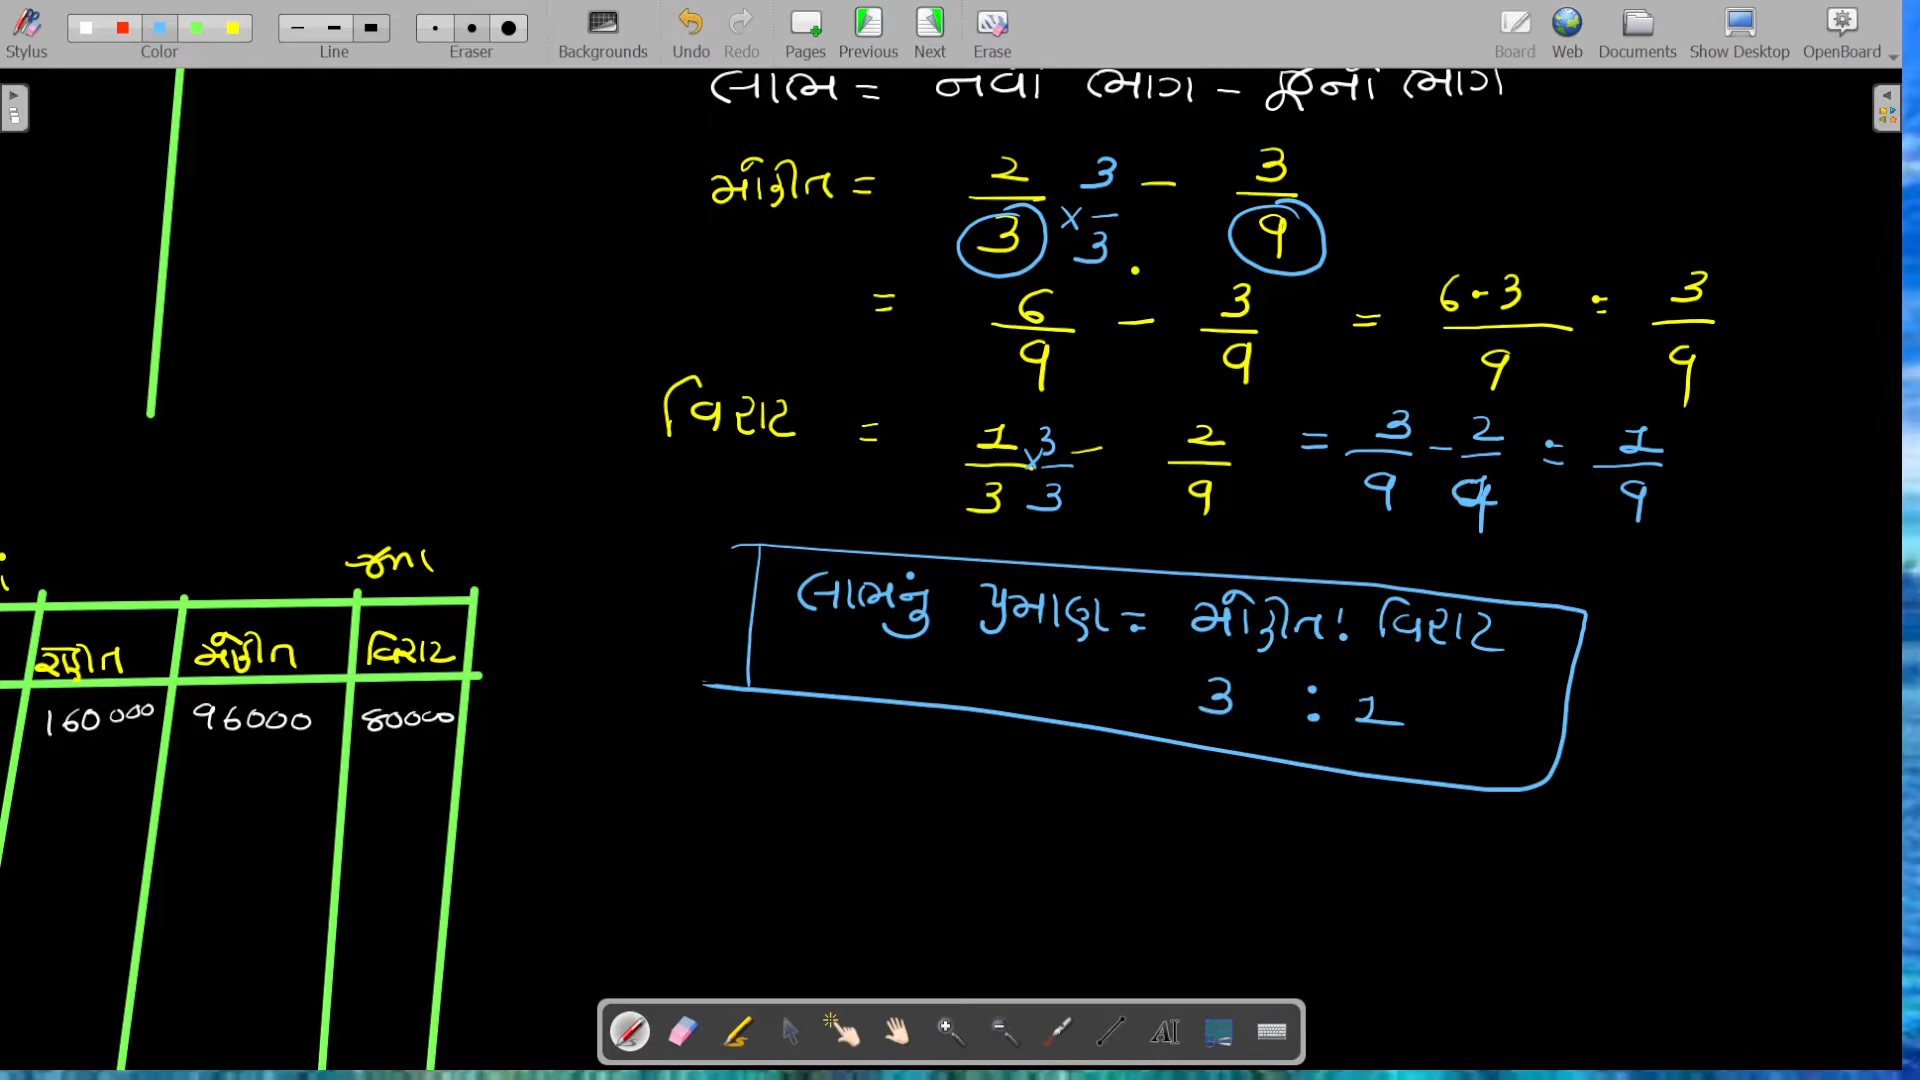 Stylus Color Line Eraser Backgrounds Undo Redo Pages Previous Next Erase Board Web Documents Show Desktop OpenBoard
લાભ = નવો ભાગ - જૂનો ભાગ
મોહીત = 2/3 × 3/3 - 3/9
= 6/9 - 3/9 = 6-3/9 = 3/9
વિરાટ = 1/3 × 3/3 - 2/9 = 3/9 - 2/9 = 1/9
લાભનું પ્રમાણ = મોહીત : વિરાટ
3 : 1
જમા
રોહીત મોહીત વિરાટ
160000 96000 80000